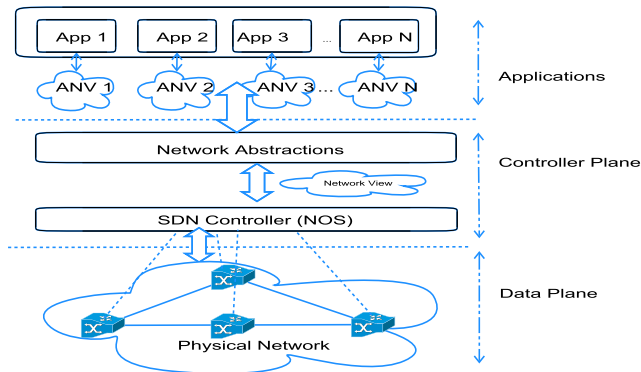 App 1 App 2 App 3 ... App N
ANV 1 ANV 2 ANV 3 ... ANV N
Applications
Network Abstractions
Controller Plane
Network View
SDN Controller (NOS)
Data Plane
Physical Network